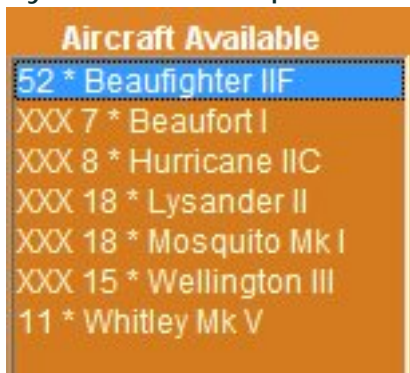 Aircraft Available
52 * Beaufighter IIF
XXX 7 * Beaufort I
XXX 8 * Hurricane IIC
XXX 18 * Lysander II
XXX 18 * Mosquito Mk I
XXX 15 * Wellington III
11 * Whitley Mk V